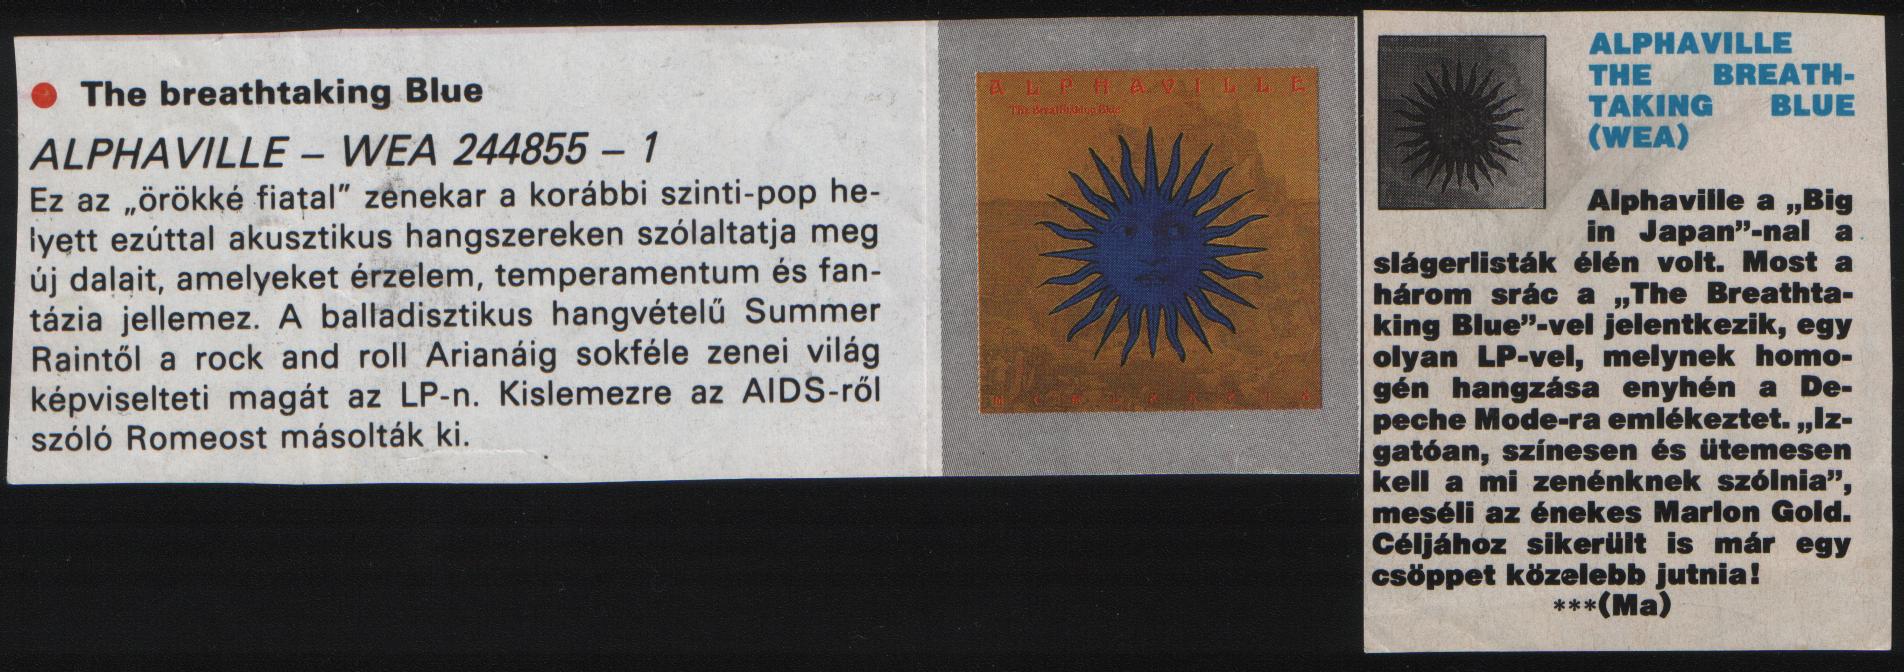 The breathtaking Blue
ALPHAVILLE – WEA 244855 – 1
Ez az „örökké fiatal” zenekar a korábbi szinti-pop he-
lyett ezúttal akusztikus hangszereken szólaltatja meg
új dalait, amelyeket érzelem, temperamentum és fan-
tázia jellemez. A balladisztikus hangvételű Summer
Raintől a rock and roll Arianáig sokféle zenei világ
képviselteti magát az LP-n. Kislemezre az AIDS-ről
szóló Romeost másolták ki.
ALPHAVILLE
The Breathtaking Blue
ALPHAVILLE
THE BREATH-
TAKING BLUE
(WEA)
Alphaville a „Big
in Japan”-nal a
slágerlisták élén volt. Most a
három srác a „The Breathta-
king Blue”-vel jelentkezik, egy
olyan LP-vel, melynek homo-
gén hangzása enyhén a De-
peche Mode-ra emlékeztet. „Iz-
gatóan, színesen és ütemesen
kell a mi zenénknek szólnia”,
meséli az énekes Marlon Gold.
Céljához sikerült is már egy
csöppet közelebb jutnia!
***(Ma)